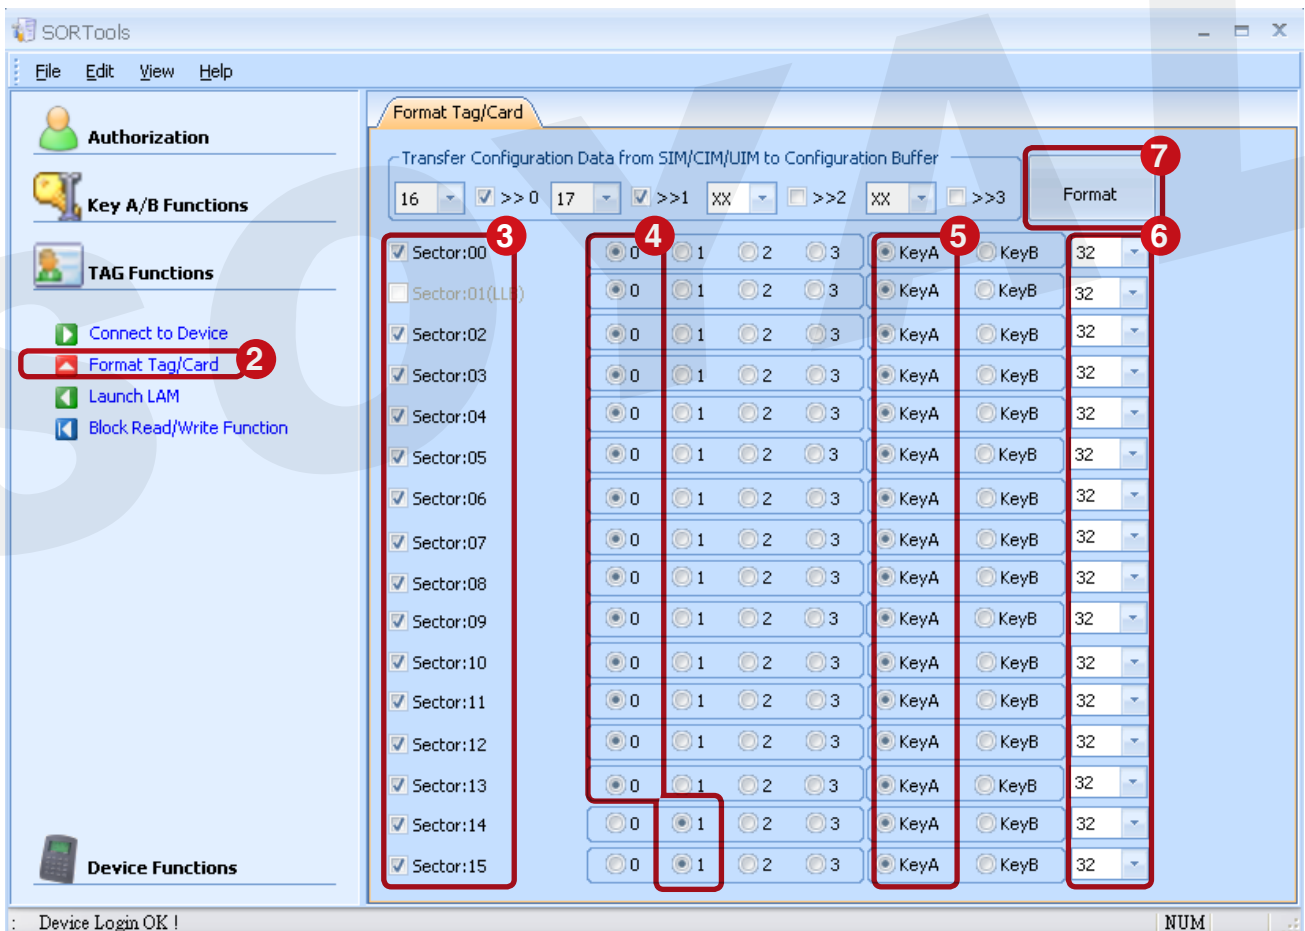 SORTools
File Edit View Help
Authorization
Key A/B Functions
TAG Functions
Connect to Device
Format Tag/Card 2
Launch LAM
Block Read/Write Function
Device Functions
Format Tag/Card
Transfer Configuration Data from SIM/CIM/UIM to Configuration Buffer
16 >>0 17 >>1 XX >>2 XX >>3
Format 7
3 4 5 6
Sector:00 0 1 2 3 KeyA KeyB 32
Sector:01(LLB) 0 1 2 3 KeyA KeyB 32
Sector:02 0 1 2 3 KeyA KeyB 32
Sector:03 0 1 2 3 KeyA KeyB 32
Sector:04 0 1 2 3 KeyA KeyB 32
Sector:05 0 1 2 3 KeyA KeyB 32
Sector:06 0 1 2 3 KeyA KeyB 32
Sector:07 0 1 2 3 KeyA KeyB 32
Sector:08 0 1 2 3 KeyA KeyB 32
Sector:09 0 1 2 3 KeyA KeyB 32
Sector:10 0 1 2 3 KeyA KeyB 32
Sector:11 0 1 2 3 KeyA KeyB 32
Sector:12 0 1 2 3 KeyA KeyB 32
Sector:13 0 1 2 3 KeyA KeyB 32
Sector:14 0 1 2 3 KeyA KeyB 32
Sector:15 0 1 2 3 KeyA KeyB 32
: Device Login OK ! NUM
SOYAL